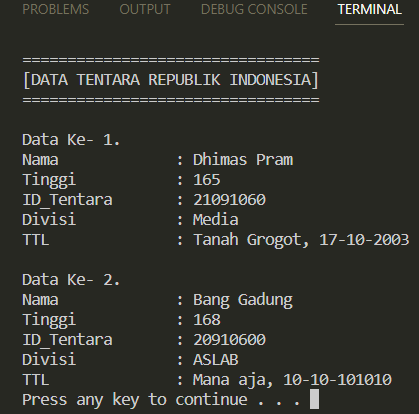 PROBLEMS OUTPUT DEBUG CONSOLE TERMINAL
==================================
[DATA TENTARA REPUBLIK INDONESIA]
==================================
Data Ke- 1.
Nama : Dhimas Pram
Tinggi : 165
ID_Tentara : 21091060
Divisi : Media
TTL : Tanah Grogot, 17-10-2003
Data Ke- 2.
Nama : Bang Gadung
Tinggi : 168
ID_Tentara : 20910600
Divisi : ASLAB
TTL : Mana aja, 10-10-101010
Press any key to continue . . .